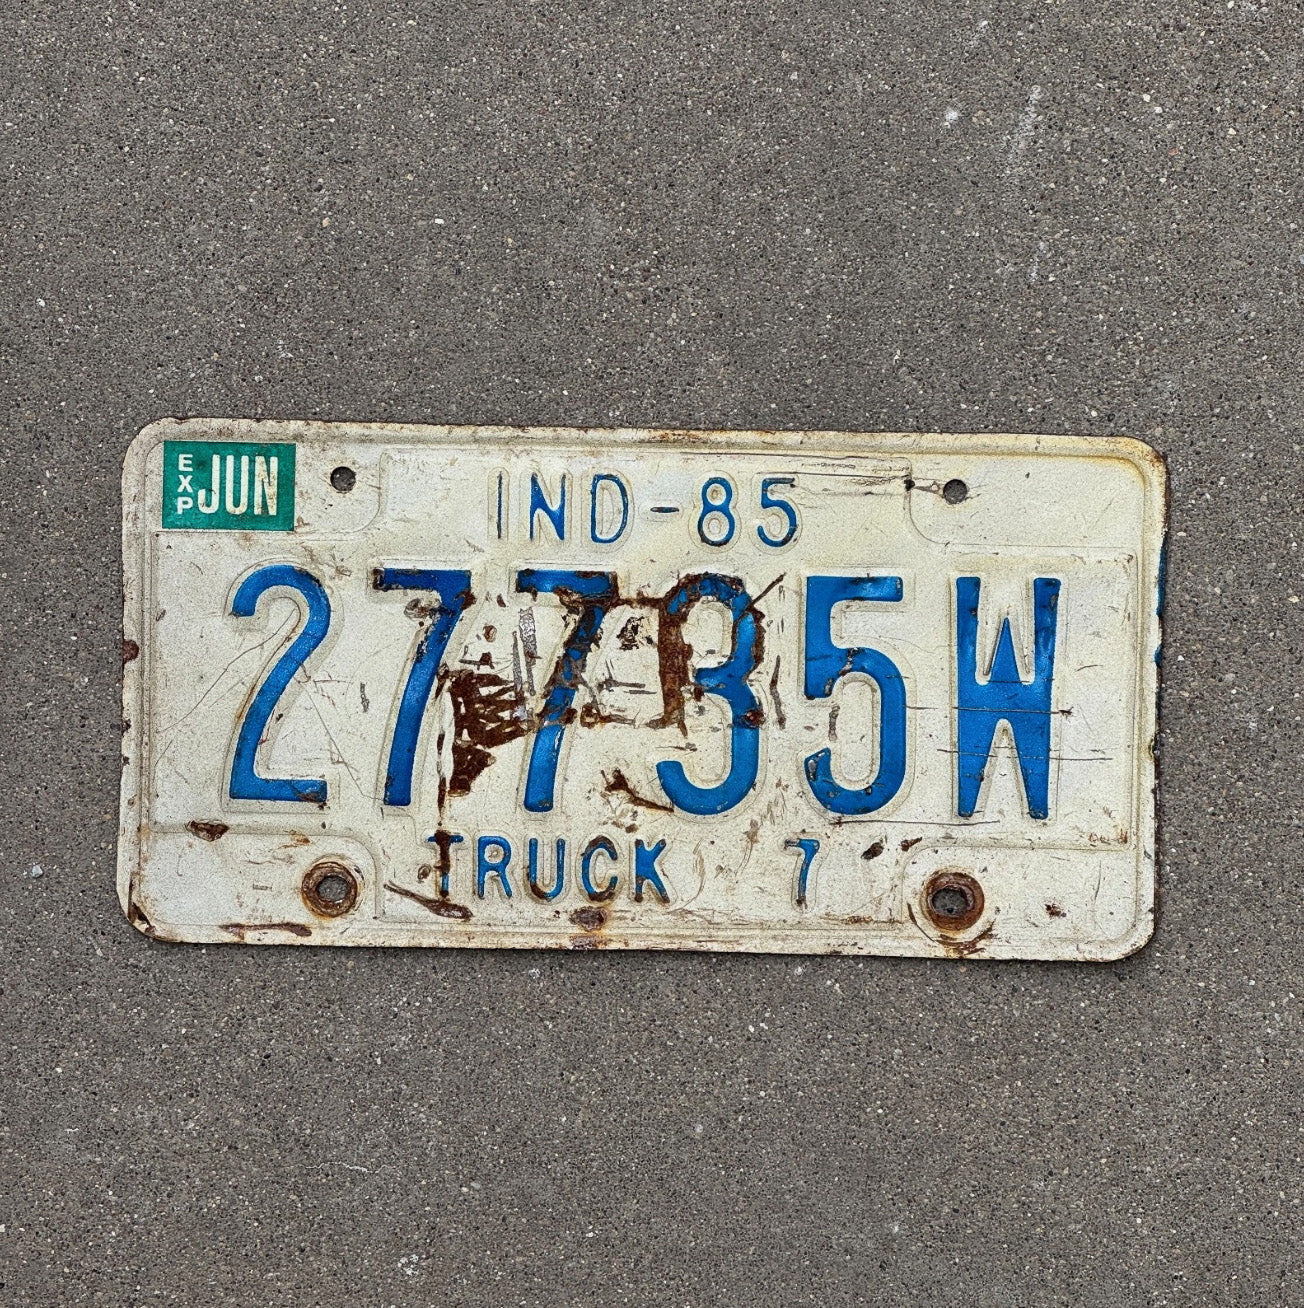 EXP JUN
IND-85
27735W
TRUCK 7